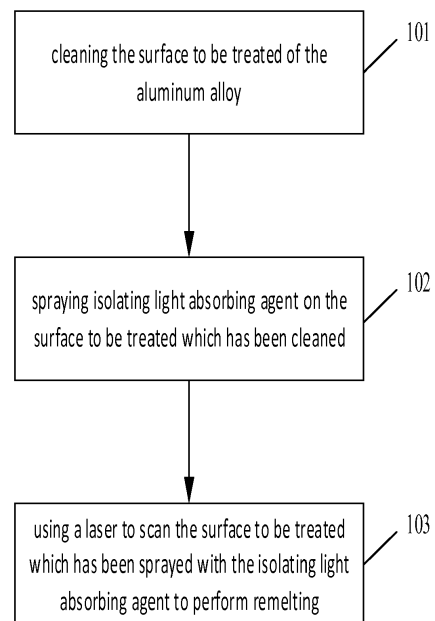 cleaning the surface to be treated of the
aluminum alloy
101
spraying isolating light absorbing agent on the
surface to be treated which has been cleaned
102
using a laser to scan the surface to be treated
which has been sprayed with the isolating light
absorbing agent to perform remelting
103